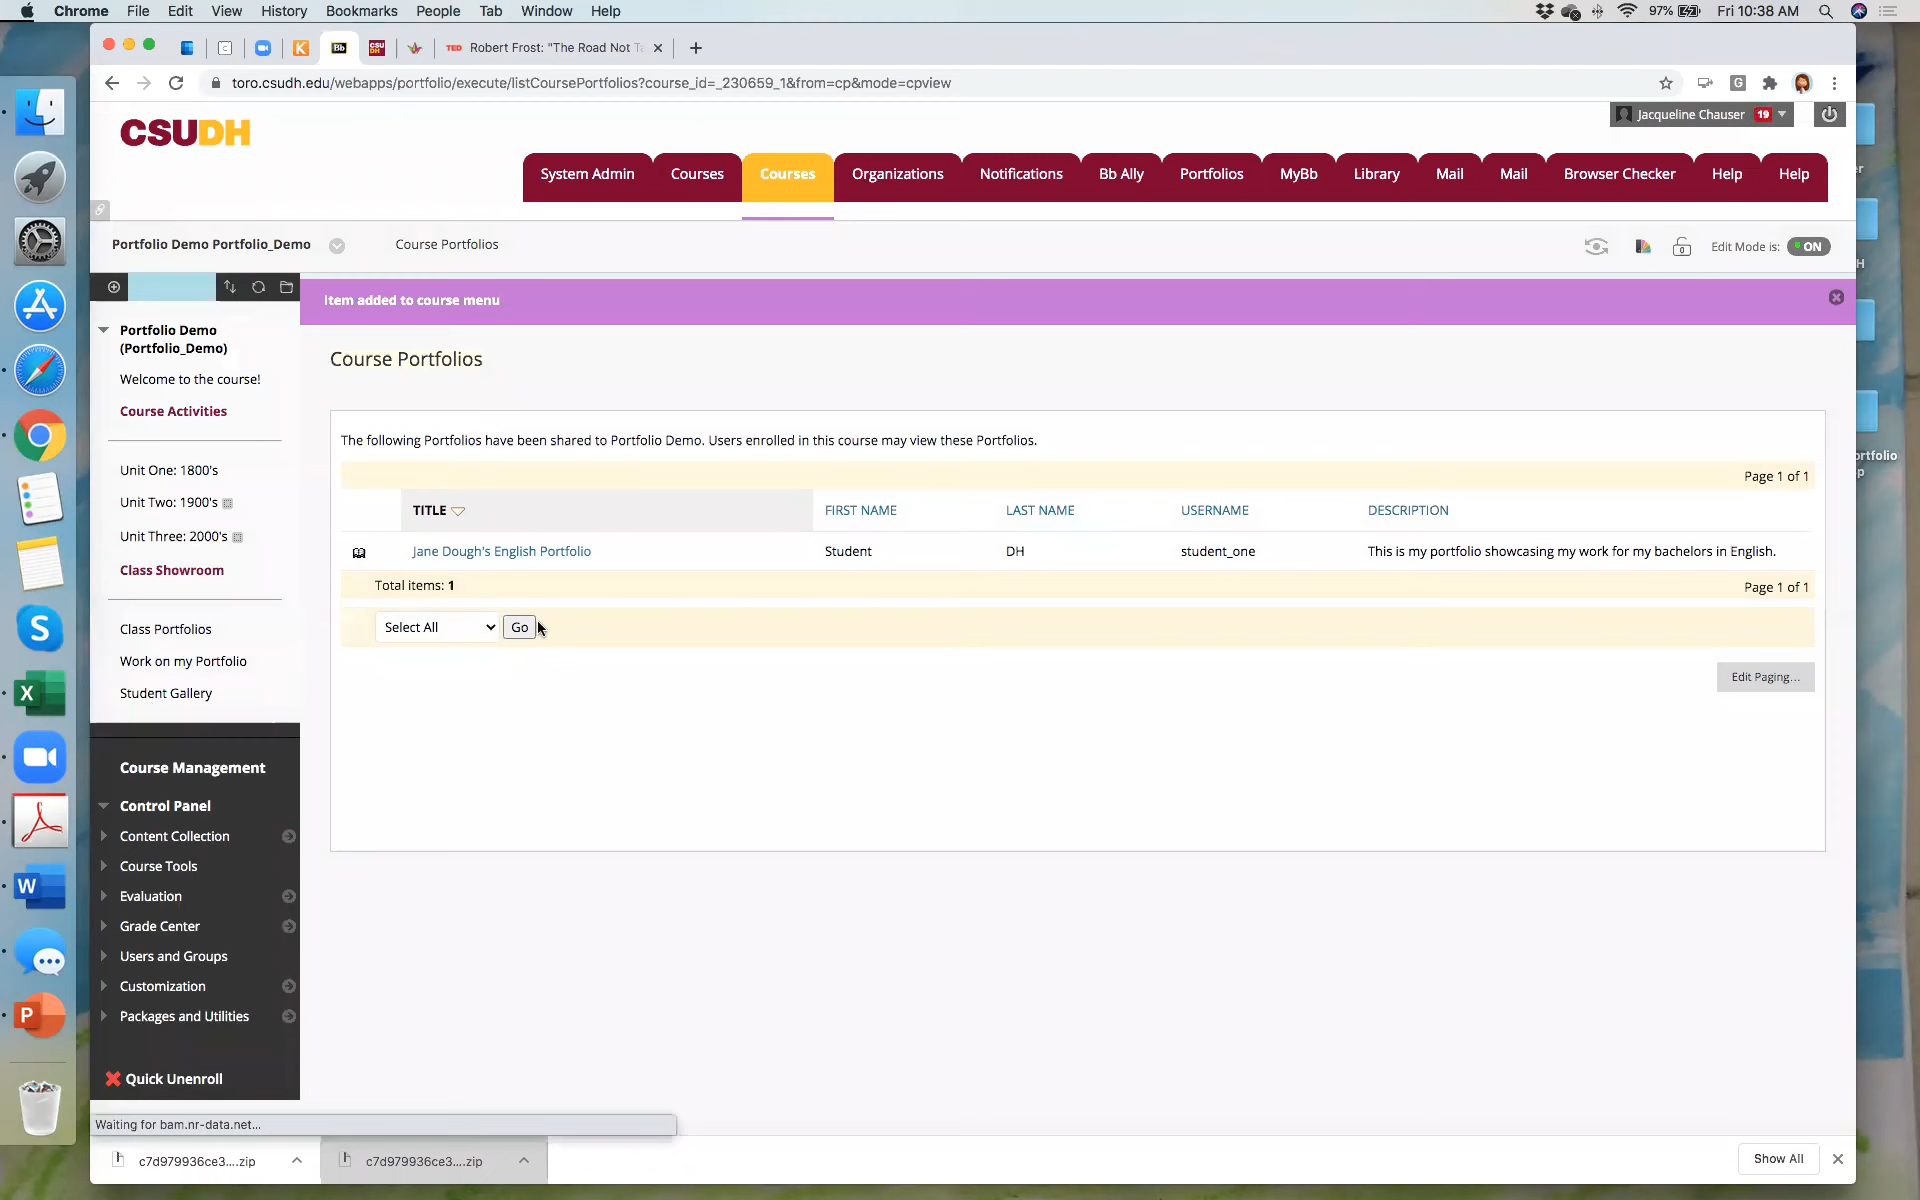 Chrome File Edit View History Bookmarks People Tab Window Help
97% Fri 10:38 AM
Bb
CSU
DH
TED Robert Frost: "The Road Not T
toro.csudh.edu/webapps/portfolio/execute/listCoursePortfolios?course_id=_230659_1&from=cp&mode=cpview
Jacqueline Chauser 19
CSUDH
System Admin Courses Courses Organizations Notifications Bb Ally Portfolios MyBb Library Mail Mail Browser Checker Help Help
Portfolio Demo Portfolio_Demo Course Portfolios
Edit Mode is: ON
Item added to course menu
Portfolio Demo
(Portfolio_Demo)
Welcome to the course!
Course Activities
Unit One: 1800's
Unit Two: 1900's
Unit Three: 2000's
Class Showroom
Class Portfolios
Work on my Portfolio
Student Gallery
Course Management
Control Panel
Content Collection
Course Tools
Evaluation
Grade Center
Users and Groups
Customization
Packages and Utilities
Quick Unenroll
Course Portfolios
The following Portfolios have been shared to Portfolio Demo. Users enrolled in this course may view these Portfolios.
Page 1 of 1
TITLE FIRST NAME LAST NAME USERNAME DESCRIPTION
Jane Dough's English Portfolio Student DH student_one This is my portfolio showcasing my work for my bachelors in English.
Total items: 1 Page 1 of 1
Select All Go
Edit Paging...
Waiting for bam.nr-data.net...
c7d979936ce3....zip c7d979936ce3....zip Show All